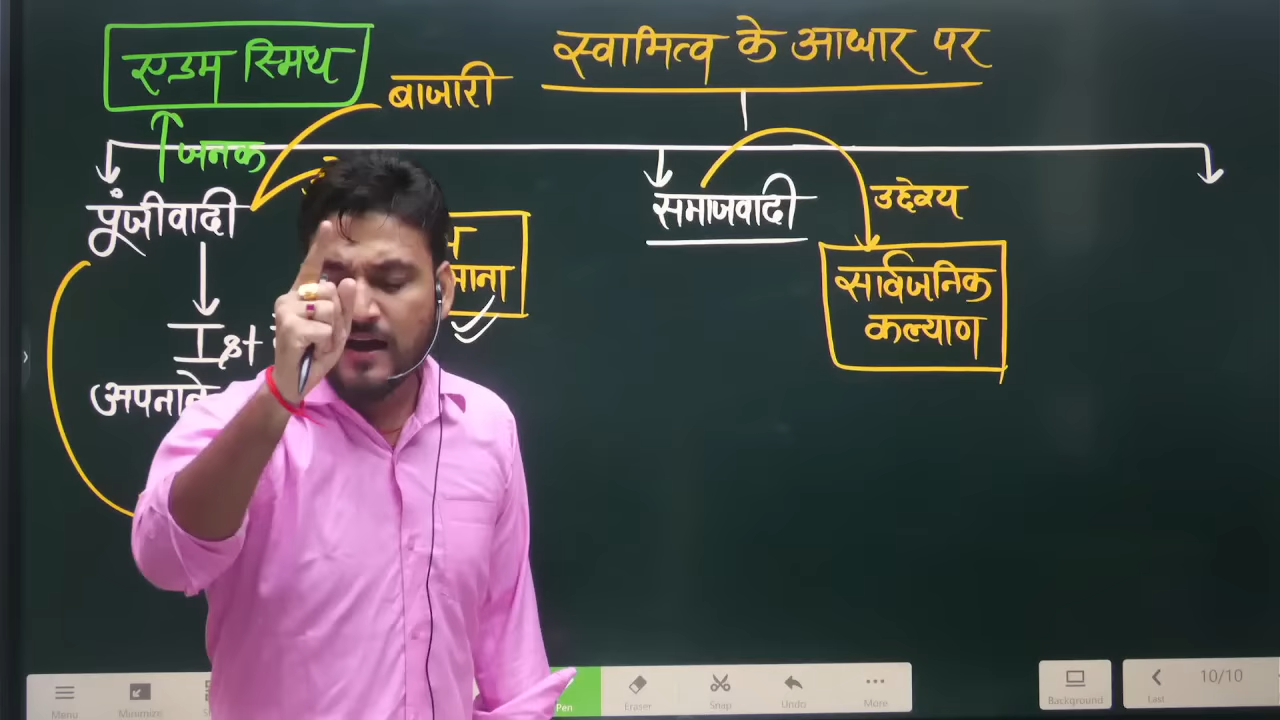 स्वामित्व के आधार पर
एडम स्मिथ
बाजारी
जनक
पूंजीवादी
समाजवादी
उद्देश्य
सार्वजनिक
कल्याण
माना
Ist
अपनाने
Menu
Minimize
Pen
Eraser
Snap
Undo
More
Background
Last
10/10